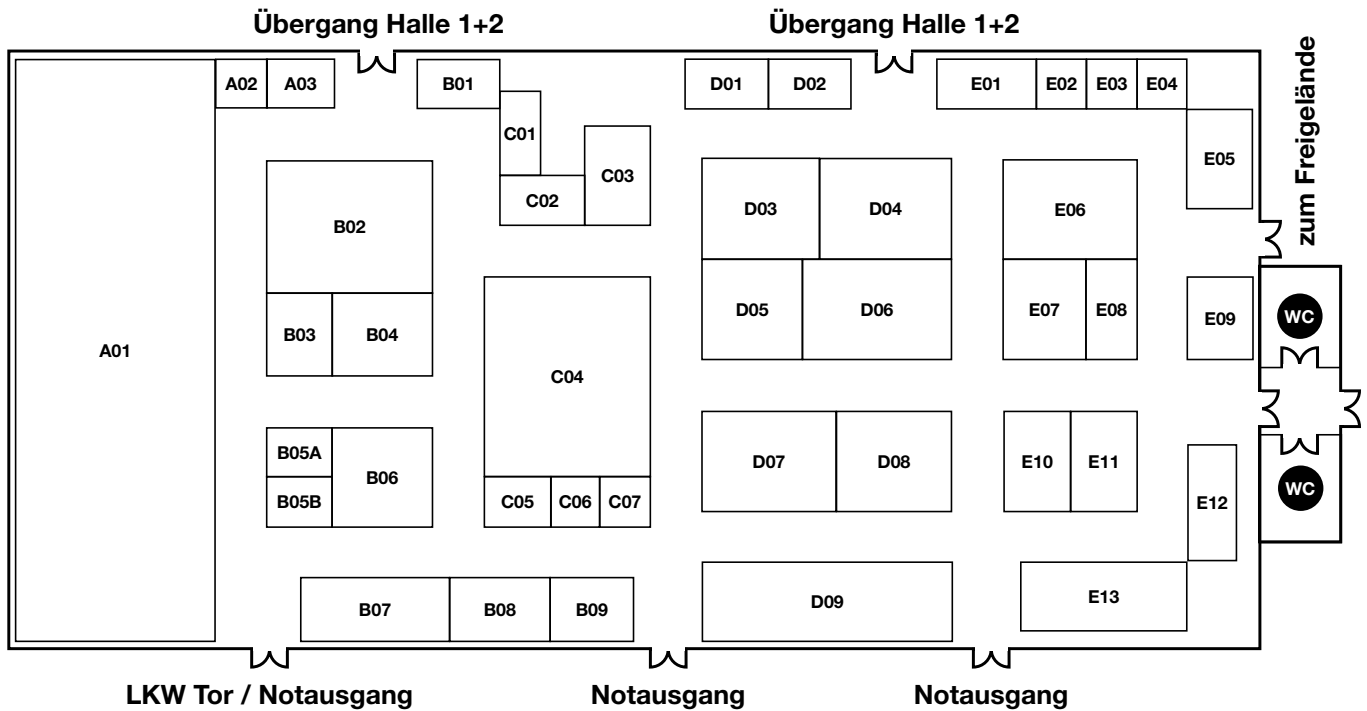 Übergang Halle 1+2
Übergang Halle 1+2
zum Freigelände
A02
A03
B01
D01
D02
E01
E02
E03
E04
C01
C03
E05
C02
D03
D04
E06
B02
D05
D06
E07
E08
E09
WC
B03
B04
A01
C04
B05A
B06
D07
D08
E10
E11
B05B
C05
C06
C07
E12
WC
B07
B08
B09
D09
E13
LKW Tor / Notausgang
Notausgang
Notausgang